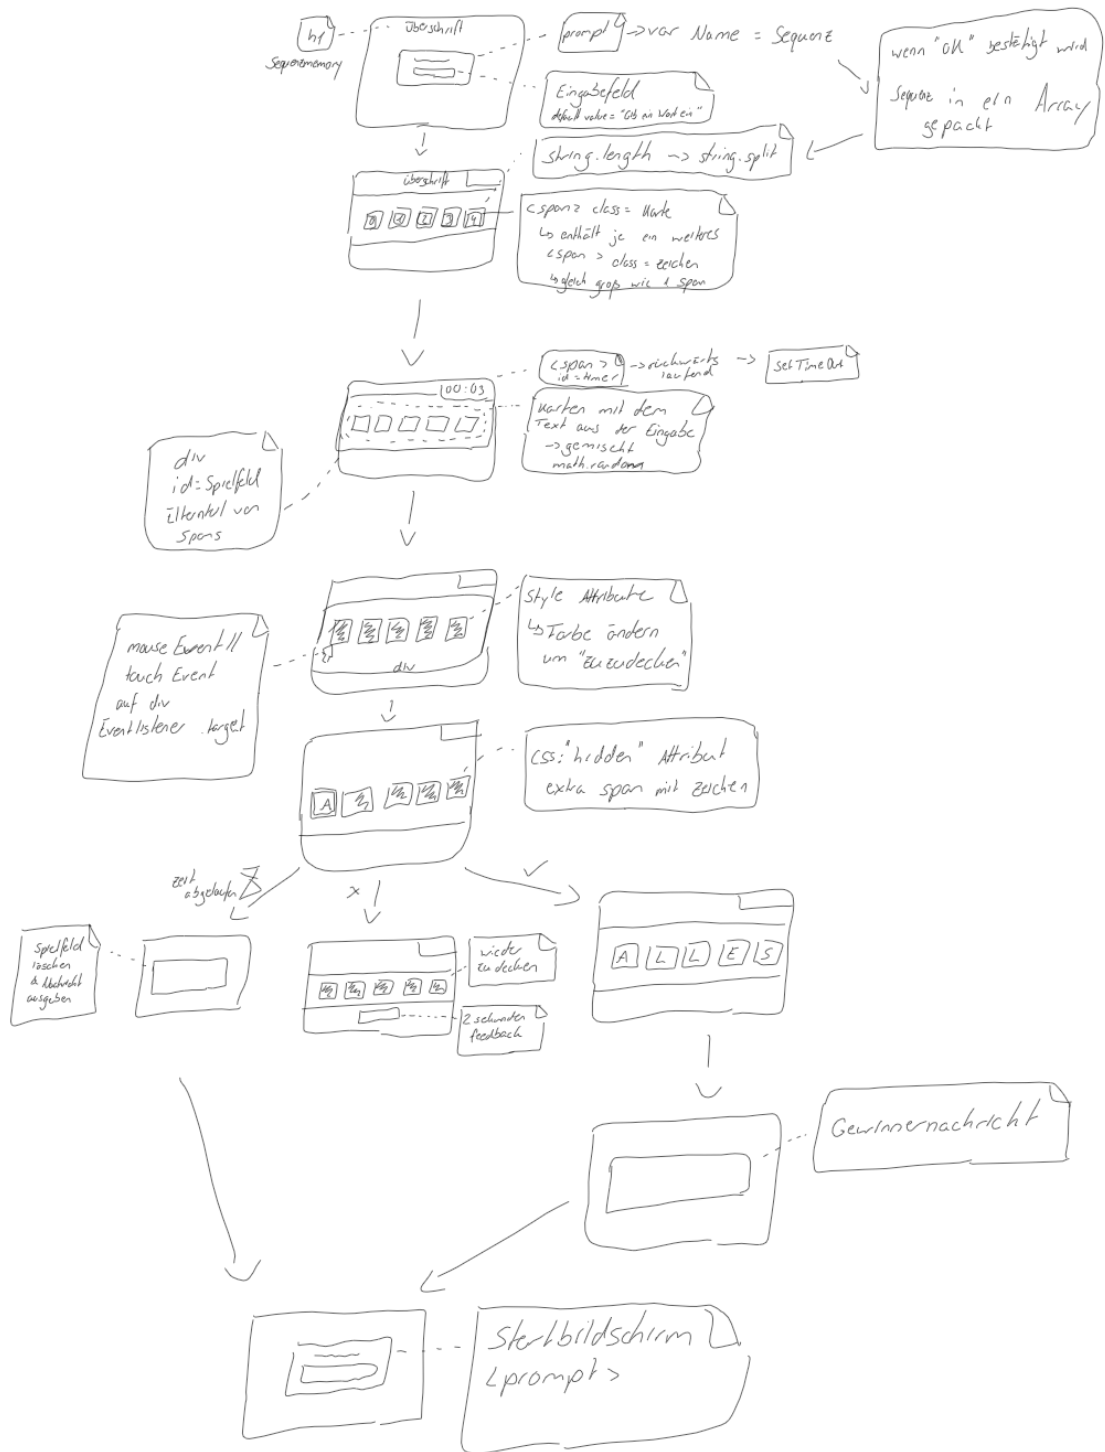 h1
Sequenzmemory
Überschrift
prompt
-> var Name = Sequenz
wenn "OK" bestätigt wird
Sequenz in ein Array
gepackt
Eingabefeld
default value = "Gib ein Wort ein"
string.length -> string.split
Überschrift
0 1 2 3 4
<span> class = Karte
↳ enthält je ein weiteres
<span> class = zeichen
↳ gleich groß wie 1 span
<span>
id = timer
-> rückwärts
laufend
->
setTimeOut
00:03
Karten mit dem
Text aus der Eingabe
-> gemischt
math.random
div
id = Spielfeld
Elternteil von
Spans
Style Attribute
↳ Farbe ändern
um "zuzudecken"
mouse Event //
touch Event
auf div
Eventlistener .target
div
css: "hidden" Attribut
extra span mit zeichen
A
zeit
abgelaufen
x
✓
Spielfeld
löschen
& Nachricht
ausgeben
wieder
zudecken
2 sekunden
feedback
A L L E S
Gewinnernachricht
Startbildschirm
<prompt>